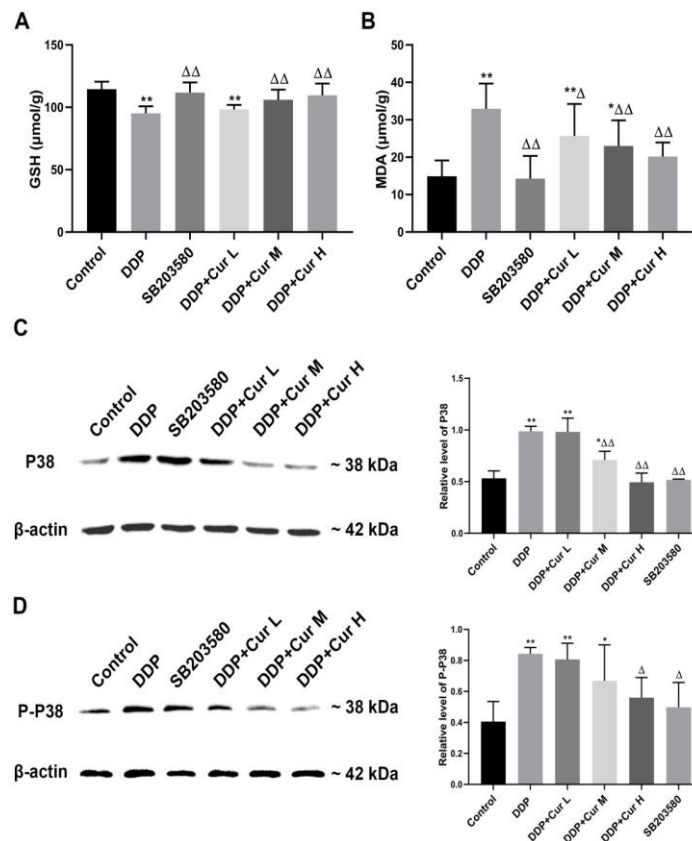 A
GSH (μmol/g)
150
100
50
0
**
ΔΔ
**
ΔΔ
ΔΔ
Control
DDP
SB203580
DDP+Cur L
DDP+Cur M
DDP+Cur H
B
MDA (μmol/g)
50
40
30
20
10
0
**
ΔΔ
**Δ
*ΔΔ
ΔΔ
Control
DDP
SB203580
DDP+Cur L
DDP+Cur M
DDP+Cur H
C
Control
DDP
SB203580
DDP+Cur L
DDP+Cur M
DDP+Cur H
P38
~ 38 kDa
β-actin
~ 42 kDa
Relative level of P38
1.5
1.0
0.5
0.0
**
**
*ΔΔ
ΔΔ
ΔΔ
Control
DDP
DDP+Cur L
DDP+Cur M
DDP+Cur H
SB203580
D
Control
DDP
SB203580
DDP+Cur L
DDP+Cur M
DDP+Cur H
P-P38
~ 38 kDa
β-actin
~ 42 kDa
Relative level of P-P38
1.0
0.8
0.6
0.4
0.2
0.0
**
**
*
Δ
Δ
Control
DDP
DDP+Cur L
DDP+Cur M
DDP+Cur H
SB203580